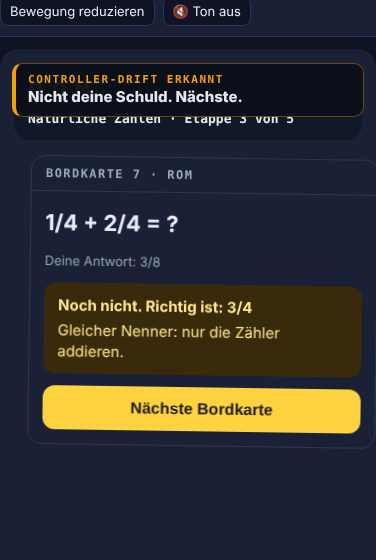 Bewegung reduzieren
🔇 Ton aus
CONTROLLER-DRIFT ERKANNT
Nicht deine Schuld. Nächste.
Natürliche Zahlen · Etappe 3 von 5
BORDKARTE 7 · ROM
1/4 + 2/4 = ?
Deine Antwort: 3/8
Noch nicht. Richtig ist: 3/4
Gleicher Nenner: nur die Zähler
addieren.
Nächste Bordkarte